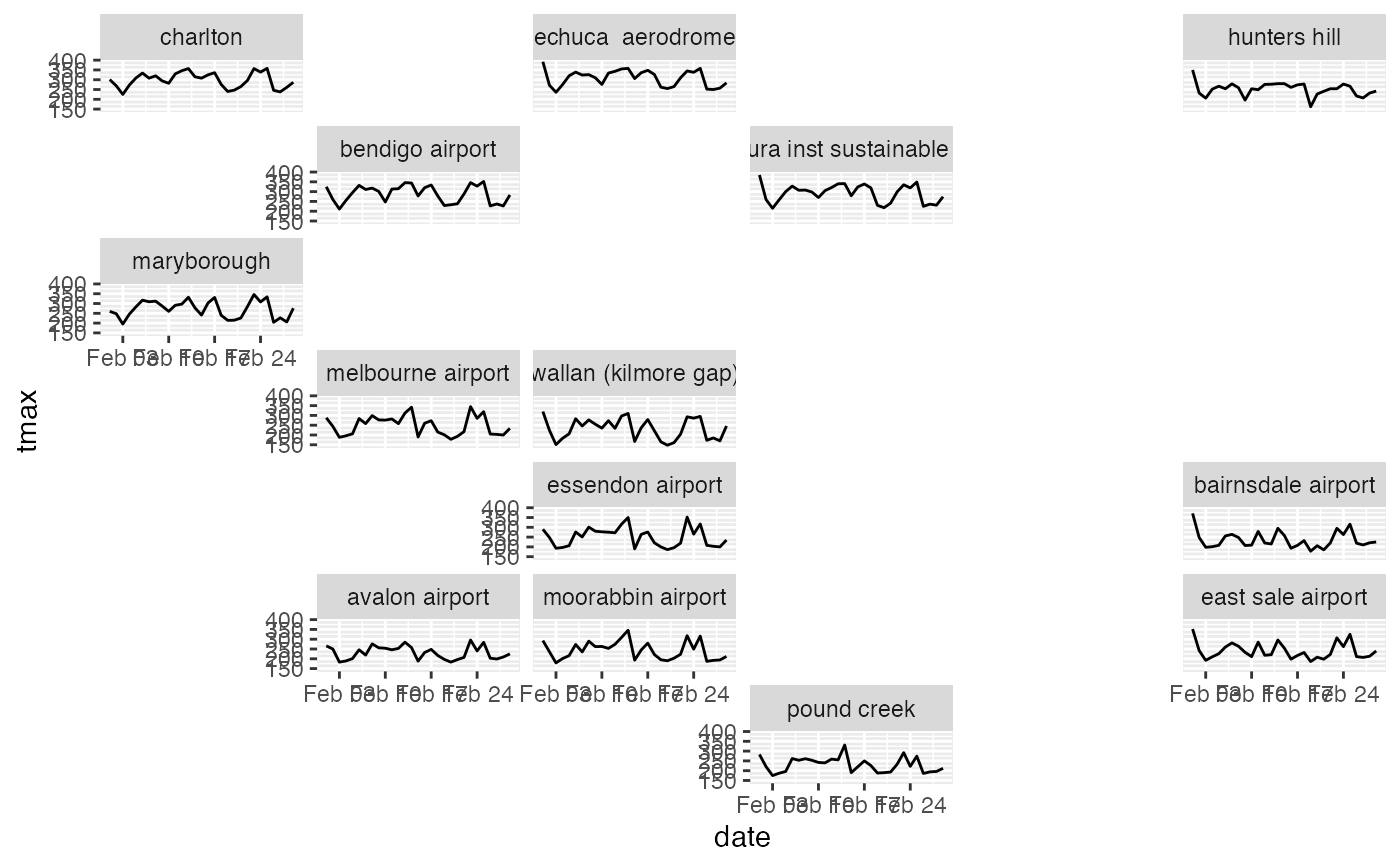 charlton
echuca aerodrome
hunters hill
400
350
300
250
200
150
bendigo airport
ura inst sustainable
400
350
300
250
200
150
maryborough
400
350
300
250
200
150
Feb 03 Feb 10 Feb 17 Feb 24
melbourne airport
wallan (kilmore gap)
400
350
300
250
200
150
tmax
essendon airport
bairnsdale airport
400
350
300
250
200
150
avalon airport
moorabbin airport
east sale airport
400
350
300
250
200
150
Feb 03 Feb 10 Feb 17 Feb 24
Feb 03 Feb 10 Feb 17 Feb 24
Feb 03 Feb 10 Feb 17 Feb 24
pound creek
400
350
300
250
200
150
Feb 03 Feb 10 Feb 17 Feb 24
date